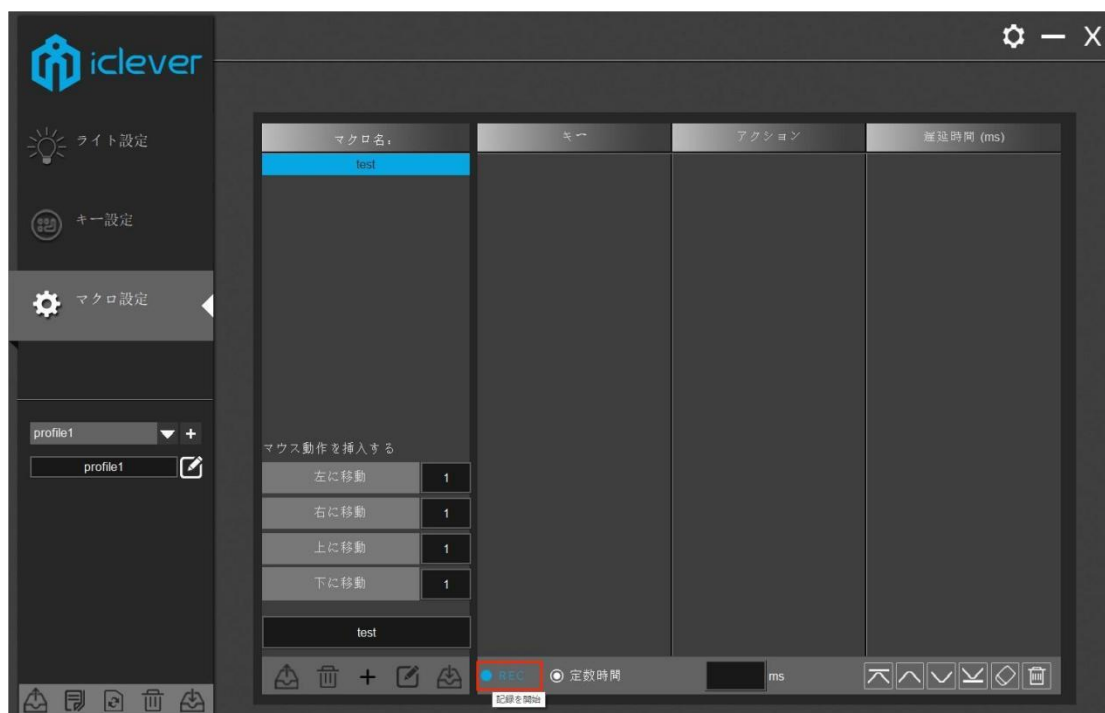 iclever
X
ライト設定
キー設定
マクロ設定
profile1
+
profile1
マクロ名:
キー
アクション
遅延時間 (ms)
test
マウス動作を挿入する
左に移動 1
右に移動 1
上に移動 1
下に移動 1
test
REC
定数時間
ms
記録を開始